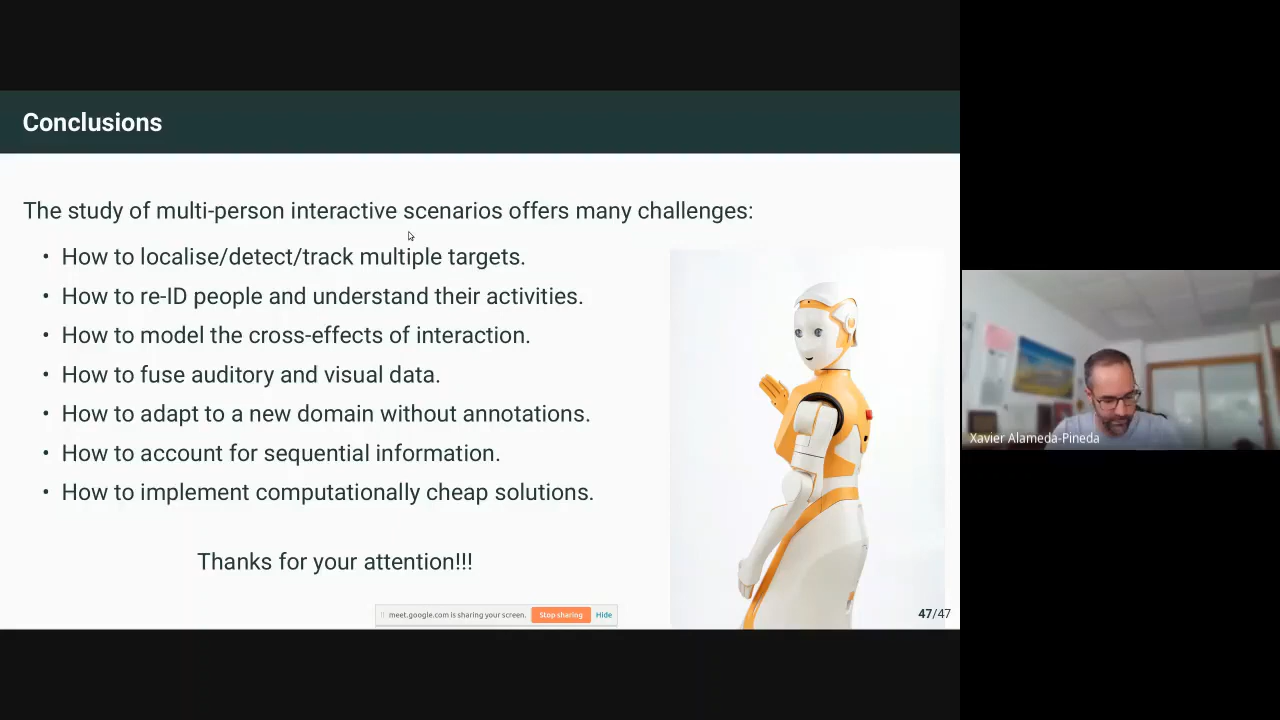 Conclusions
The study of multi-person interactive scenarios offers many challenges:
• How to localise/detect/track multiple targets.
• How to re-ID people and understand their activities.
• How to model the cross-effects of interaction.
• How to fuse auditory and visual data.
• How to adapt to a new domain without annotations.
• How to account for sequential information.
• How to implement computationally cheap solutions.
Thanks for your attention!!!
meet.google.com is sharing your screen. Stop sharing Hide
47/47
Xavier Alameda-Pineda